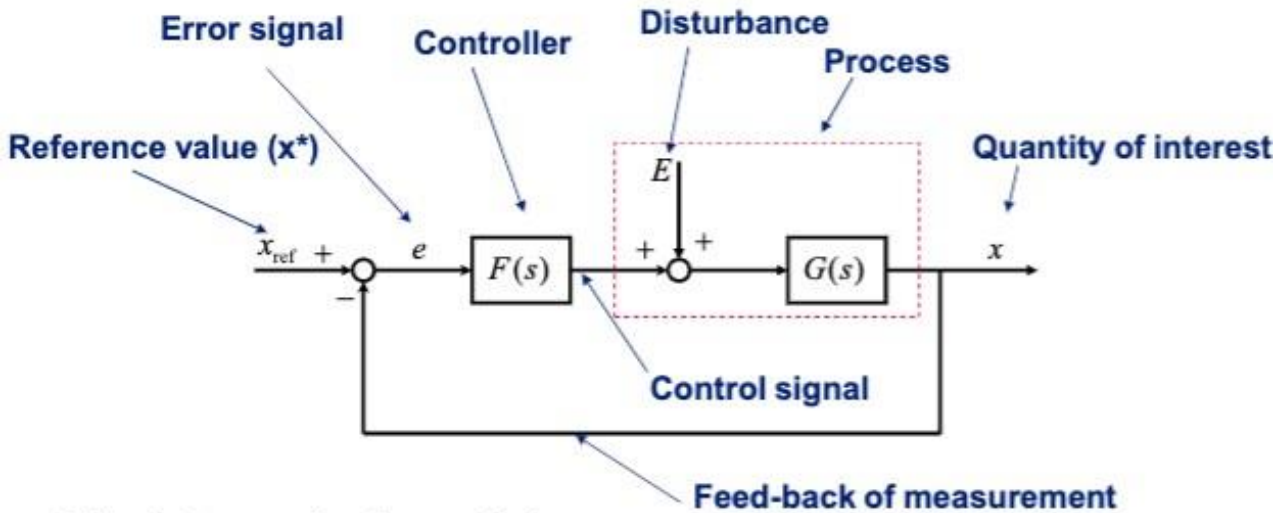 Error signal
Controller
Disturbance
Process
Reference value (x*)
Quantity of interest
E
x_ref + e F(s) + + G(s) x
−
Control signal
Feed-back of measurement